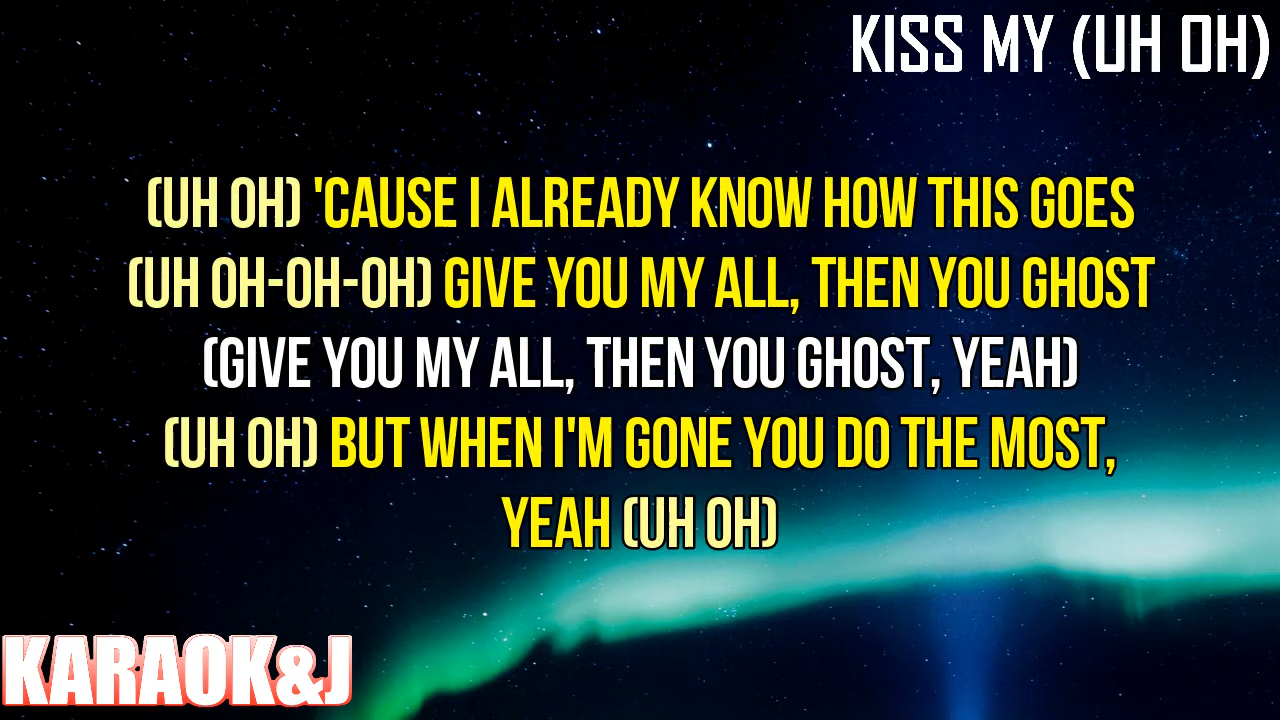 KISS MY (UH OH)
(UH OH) 'CAUSE I ALREADY KNOW HOW THIS GOES
(UH OH-OH-OH) GIVE YOU MY ALL, THEN YOU GHOST
(GIVE YOU MY ALL, THEN YOU GHOST, YEAH)
(UH OH) BUT WHEN I'M GONE YOU DO THE MOST,
YEAH (UH OH)
KARAOK&J